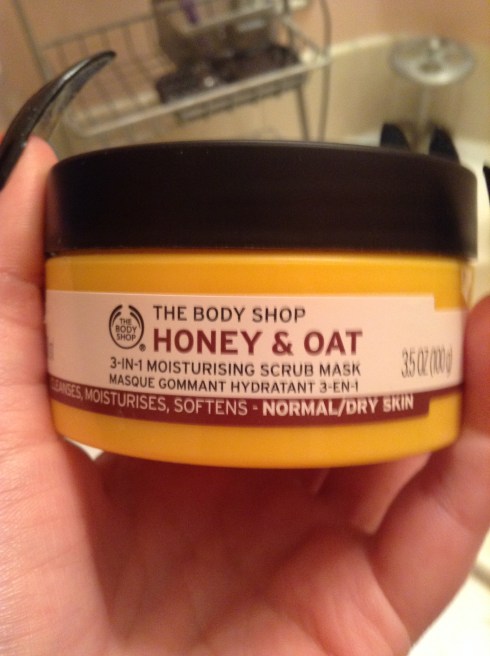 THE
BODY
SHOP
®
THE BODY SHOP
HONEY & OAT
3-IN-1 MOISTURISING SCRUB MASK
MASQUE GOMMANT HYDRATANT 3-EN-1
3.5 OZ (100 g)
CLEANSES, MOISTURISES, SOFTENS - NORMAL/DRY SKIN